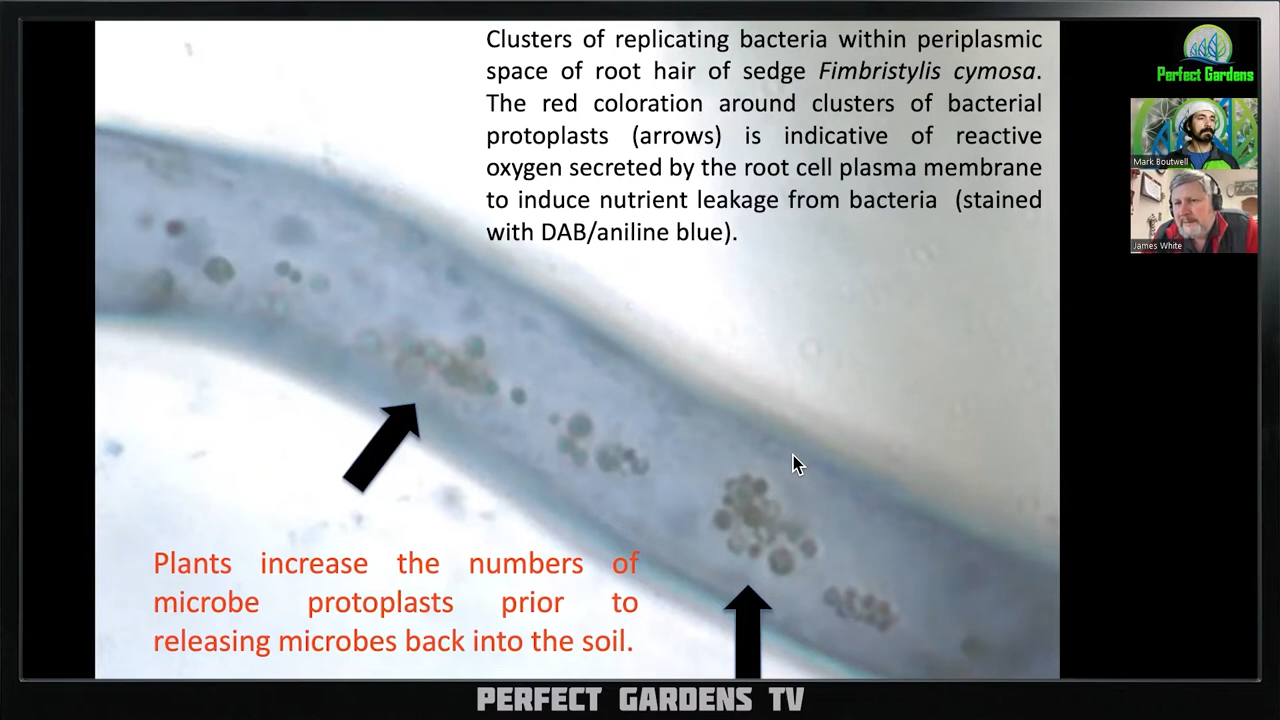 Clusters of replicating bacteria within periplasmic
space of root hair of sedge Fimbristylis cymosa.
The red coloration around clusters of bacterial
protoplasts (arrows) is indicative of reactive
oxygen secreted by the root cell plasma membrane
to induce nutrient leakage from bacteria (stained
with DAB/aniline blue).
Plants increase the numbers of
microbe protoplasts prior to
releasing microbes back into the soil.
Perfect Gardens
Mark Boutwell
James White
PERFECT GARDENS TV